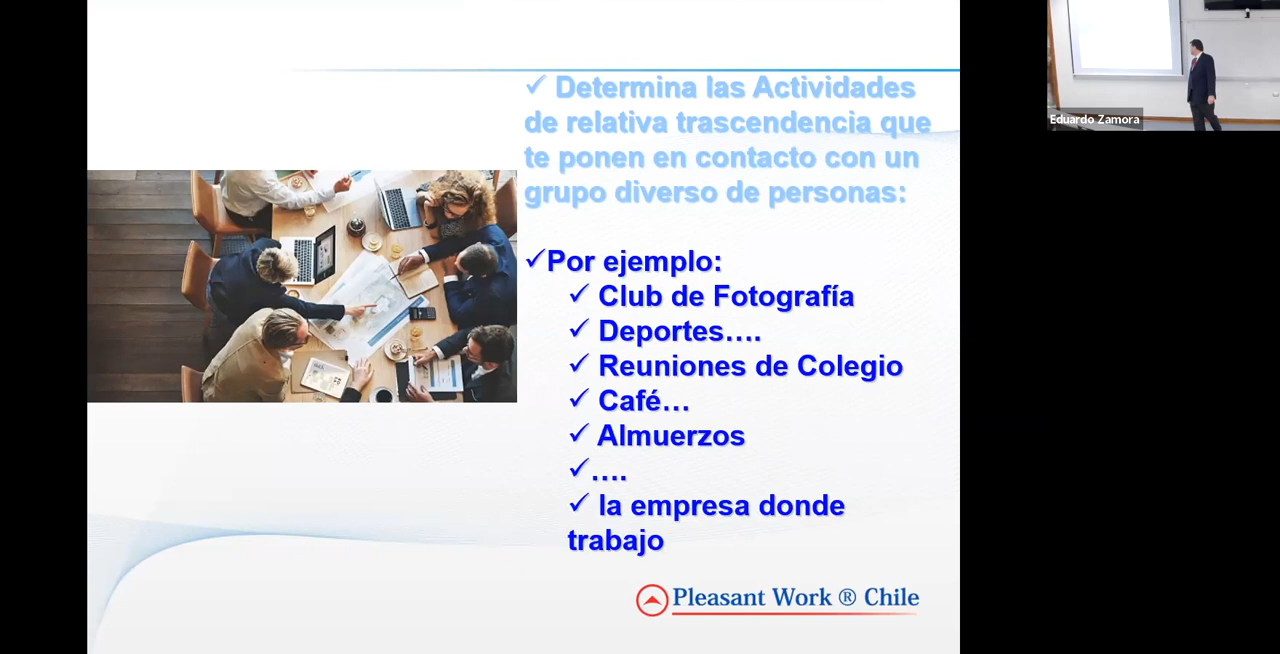 ✓ Determina las Actividades
de relativa trascendencia que
te ponen en contacto con un
grupo diverso de personas:
✓Por ejemplo:
✓ Club de Fotografía
✓ Deportes….
✓ Reuniones de Colegio
✓ Café…
✓ Almuerzos
✓….
✓ la empresa donde
trabajo
Pleasant Work ® Chile
Eduardo Zamora